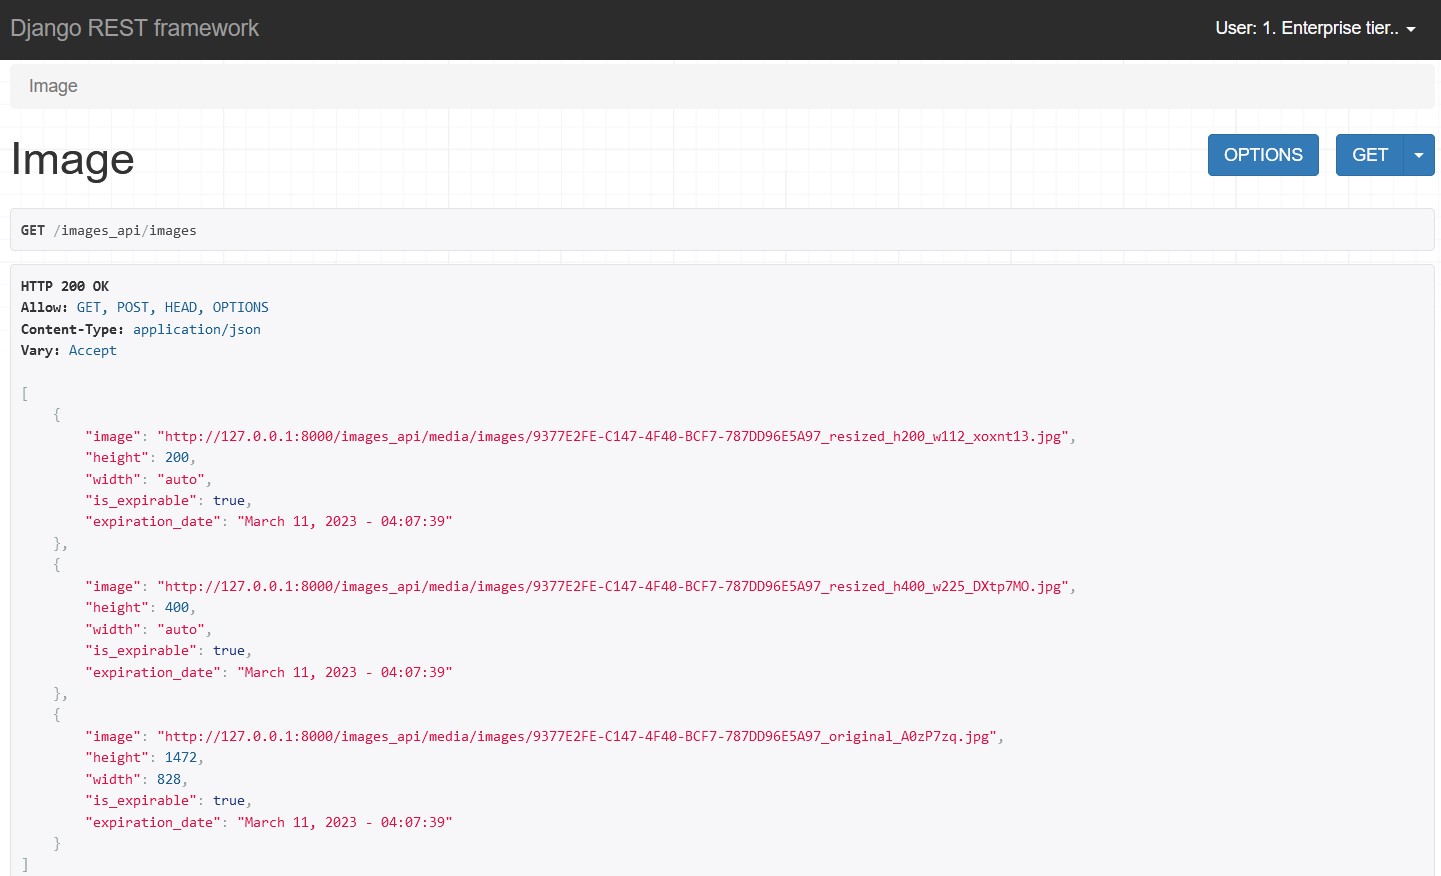 Django REST framework
User: 1. Enterprise tier..
Image
Image
OPTIONS
GET
GET /images_api/images
HTTP 200 OK
Allow: GET, POST, HEAD, OPTIONS
Content-Type: application/json
Vary: Accept
[
    {
        "image": "http://127.0.0.1:8000/images_api/media/images/9377E2FE-C147-4F40-BCF7-787DD96E5A97_resized_h200_w112_xoxnt13.jpg",
        "height": 200,
        "width": "auto",
        "is_expirable": true,
        "expiration_date": "March 11, 2023 - 04:07:39"
    },
    {
        "image": "http://127.0.0.1:8000/images_api/media/images/9377E2FE-C147-4F40-BCF7-787DD96E5A97_resized_h400_w225_DXtp7MO.jpg",
        "height": 400,
        "width": "auto",
        "is_expirable": true,
        "expiration_date": "March 11, 2023 - 04:07:39"
    },
    {
        "image": "http://127.0.0.1:8000/images_api/media/images/9377E2FE-C147-4F40-BCF7-787DD96E5A97_original_A0zP7zq.jpg",
        "height": 1472,
        "width": 828,
        "is_expirable": true,
        "expiration_date": "March 11, 2023 - 04:07:39"
    }
]